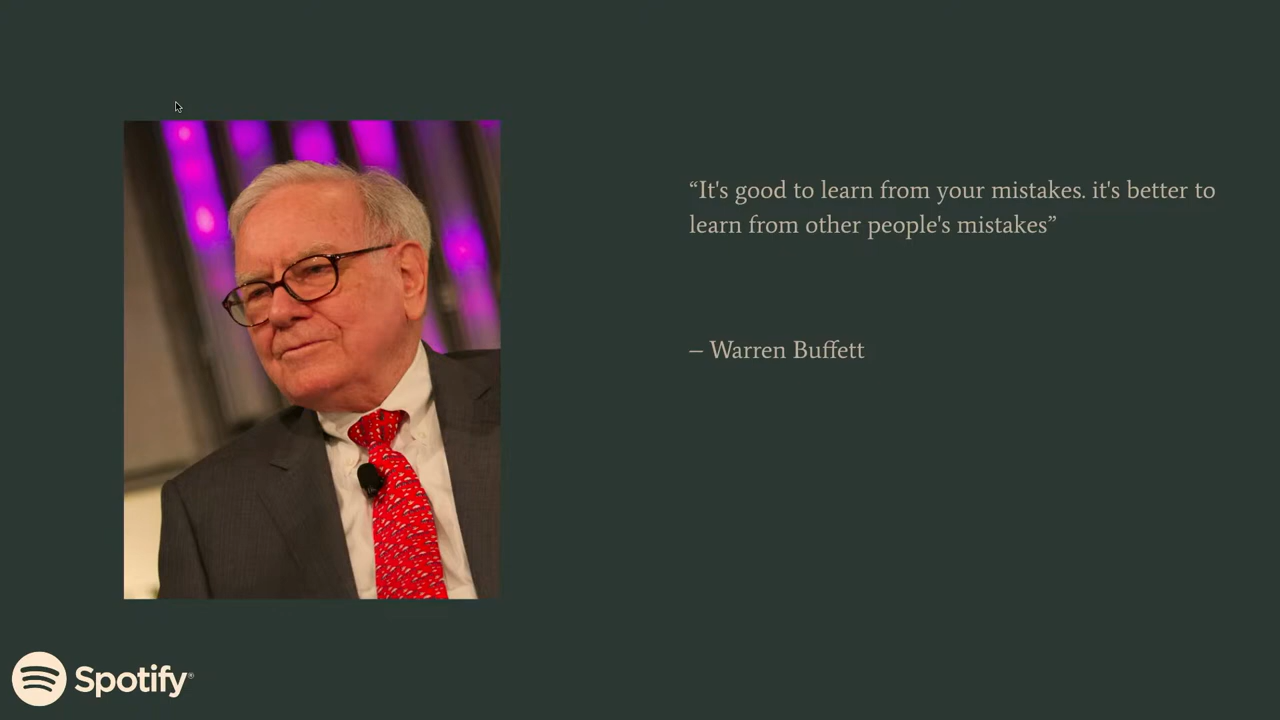 “It's good to learn from your mistakes. it's better to
learn from other people's mistakes”
– Warren Buffett
Spotify®